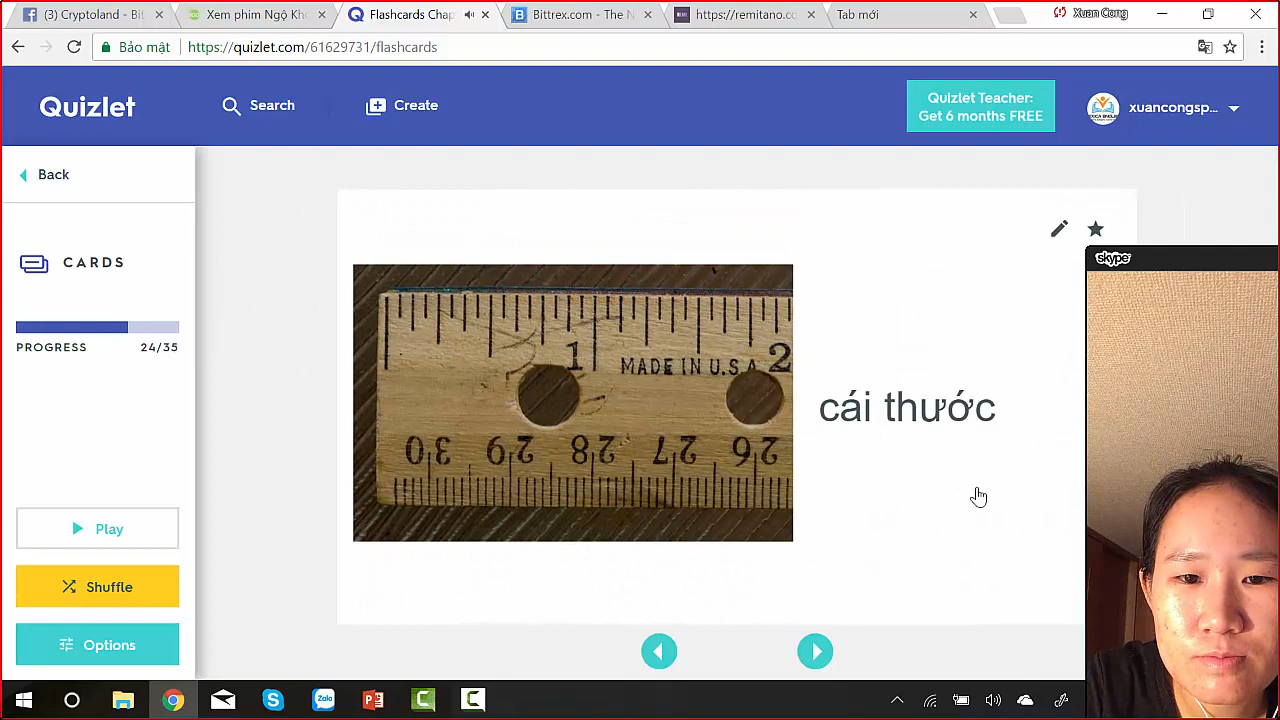 (3) Cryptoland - Bit
Xem phim Ngộ Kh
Flashcards Chap
Bittrex.com - The N
https://remitano.c
Tab mới
Xuan Cong
Bảo mật
https://quizlet.com/61629731/flashcards
Quizlet
Search
Create
Quizlet Teacher:
Get 6 months FREE
xuancongsp...
Back
CARDS
PROGRESS 24/35
Play
Shuffle
Options
1 MADE IN U.S.A 2
30 29 28 27 26
cái thước
skype
Zalo